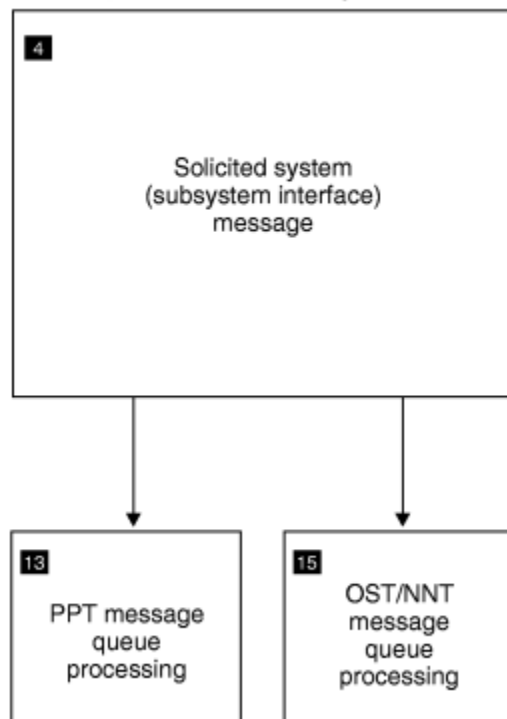 4
Solicited system
(subsystem interface)
message
13
PPT message
queue
processing
15
OST/NNT
message
queue
processing